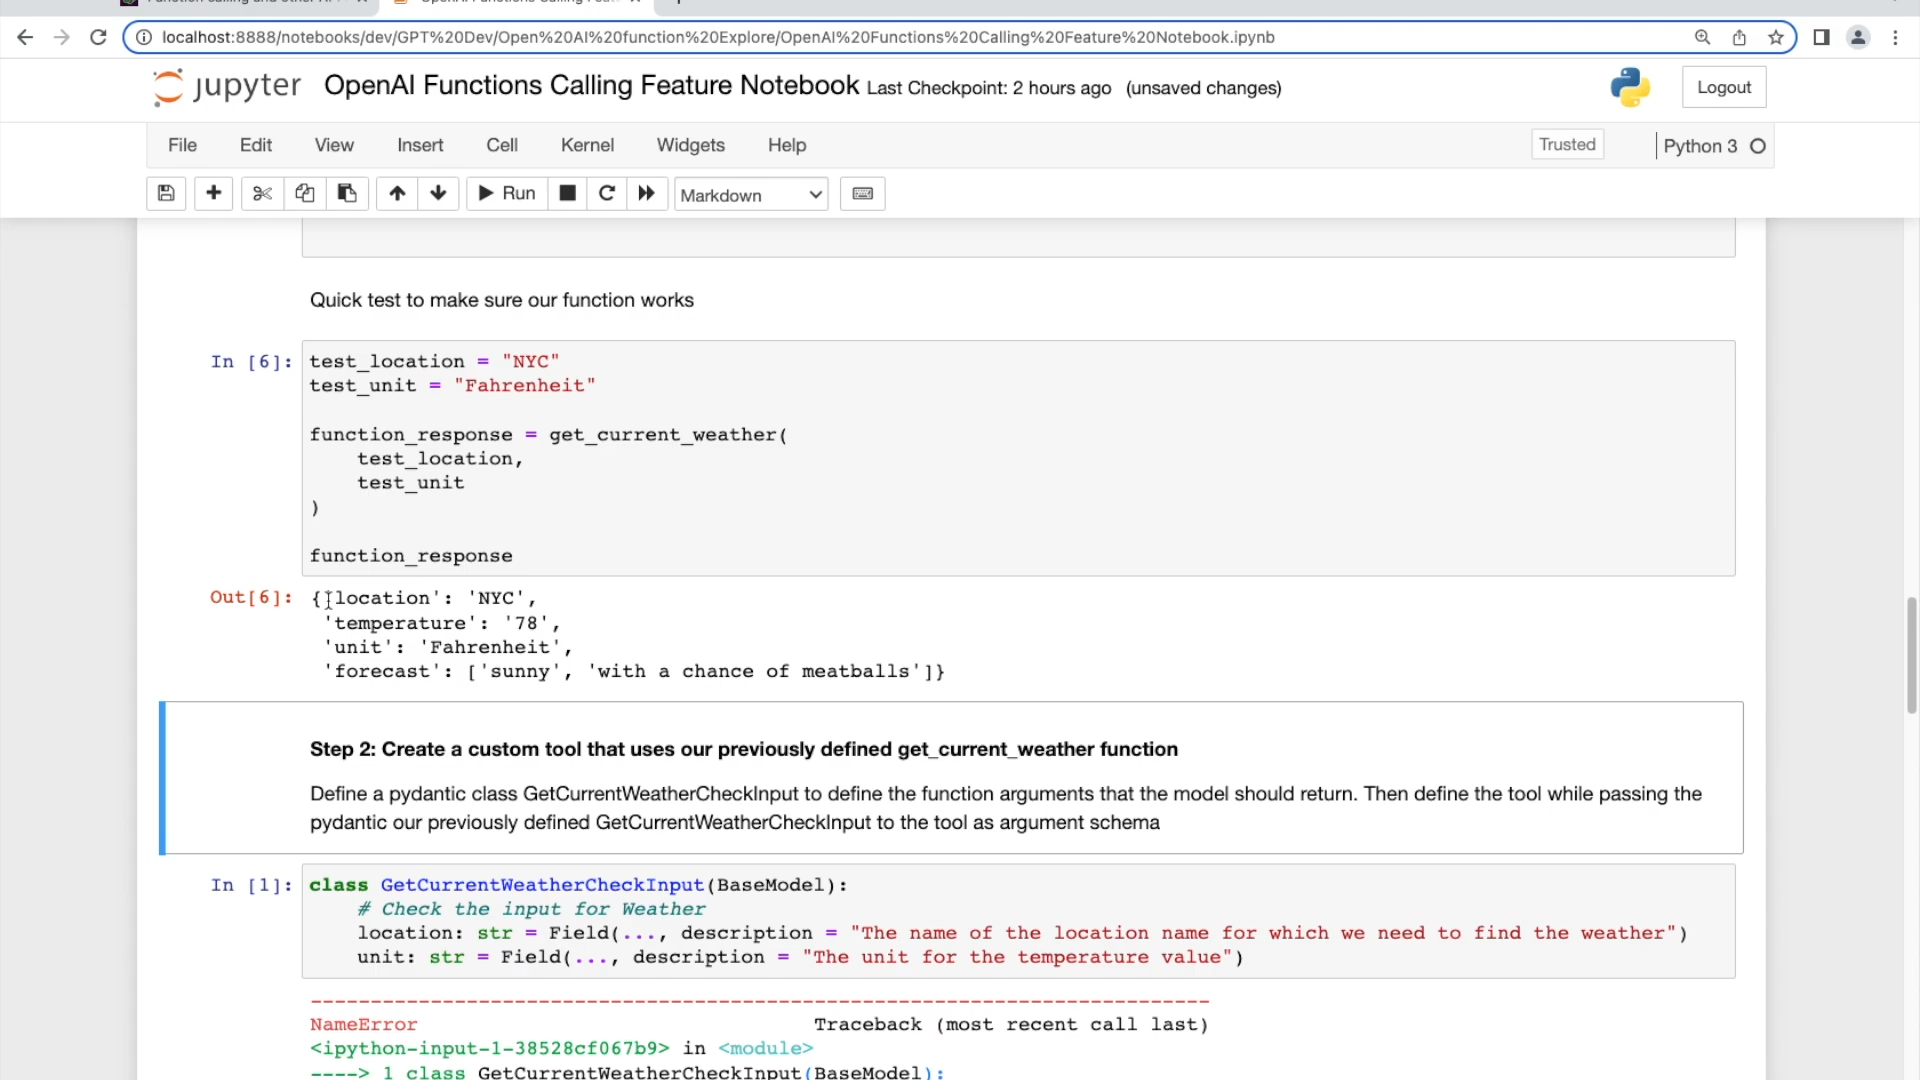 localhost:8888/notebooks/dev/GPT%20Dev/Open%20AI%20function%20Explore/OpenAI%20Functions%20Calling%20Feature%20Notebook.ipynb
jupyter OpenAI Functions Calling Feature Notebook Last Checkpoint: 2 hours ago (unsaved changes) Logout
File Edit View Insert Cell Kernel Widgets Help Trusted Python 3
Run Markdown
Quick test to make sure our function works
In [6]: test_location = "NYC"
test_unit = "Fahrenheit"
function_response = get_current_weather(
test_location,
test_unit
)
function_response
Out[6]: {'location': 'NYC',
'temperature': '78',
'unit': 'Fahrenheit',
'forecast': ['sunny', 'with a chance of meatballs']}
Step 2: Create a custom tool that uses our previously defined get_current_weather function
Define a pydantic class GetCurrentWeatherCheckInput to define the function arguments that the model should return. Then define the tool while passing the
pydantic our previously defined GetCurrentWeatherCheckInput to the tool as argument schema
In [1]: class GetCurrentWeatherCheckInput(BaseModel):
# Check the input for Weather
location: str = Field(..., description = "The name of the location name for which we need to find the weather")
unit: str = Field(..., description = "The unit for the temperature value")
---------------------------------------------------------------------------
NameError Traceback (most recent call last)
<ipython-input-1-38528cf067b9> in <module>
----> 1 class GetCurrentWeatherCheckInput(BaseModel):